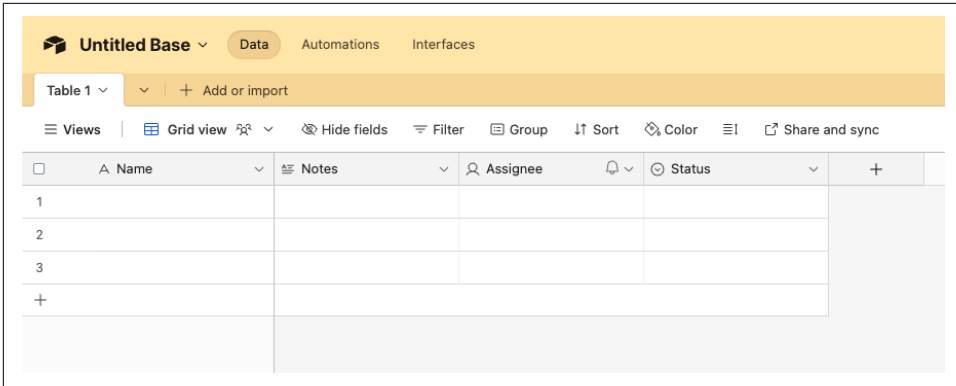 Untitled Base Data Automations Interfaces
Table 1 + Add or import
Views Grid view Hide fields Filter Group Sort Color Share and sync
A Name Notes Assignee Status +
1
2
3
+